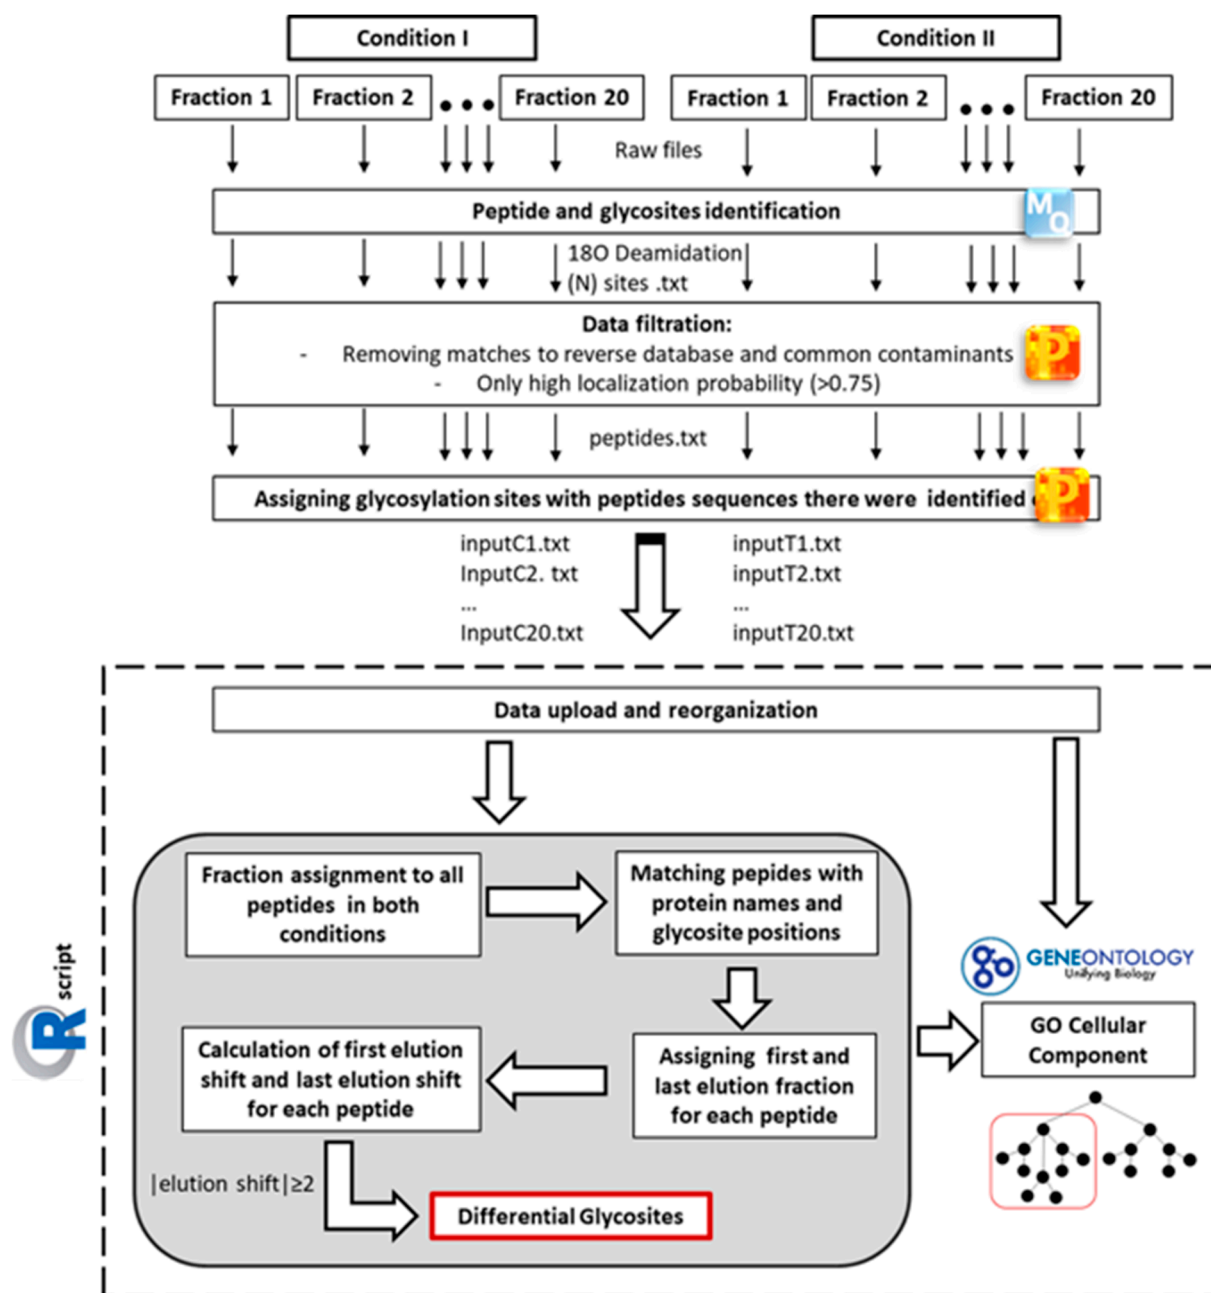 Condition I
Condition II
Fraction 1
Fraction 2
Fraction 20
Fraction 1
Fraction 2
Fraction 20
Raw files
Peptide and glycosites identification
M
Q
18O Deamidation
(N) sites .txt
Data filtration:
- Removing matches to reverse database and common contaminants
- Only high localization probability (>0.75)
P
peptides.txt
Assigning glycosylation sites with peptides sequences there were identified
P
inputC1.txt
InputC2. txt
...
InputC20.txt
inputT1.txt
inputT2.txt
...
inputT20.txt
Data upload and reorganization
Fraction assignment to all
peptides in both
conditions
Matching pepides with
protein names and
glycosite positions
go
GENEONTOLOGY
Unifying Biology
GO Cellular
Component
R
script
Calculation of first elution
shift and last elution shift
for each peptide
Assigning first and
last elution fraction
for each peptide
|elution shift|≥2
Differential Glycosites